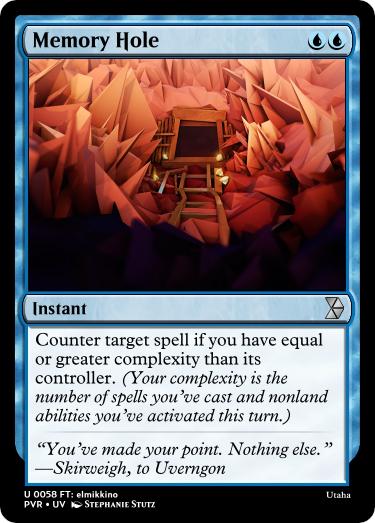 Memory Hole
Instant
Counter target spell if you have equal
or greater complexity than its
controller. (Your complexity is the
number of spells you've cast and nonland
abilities you've activated this turn.)
“You've made your point. Nothing else.”
—Skirweigh, to Uverngon
U 0058 FT: elmikkino
PVR • UV Stephanie Stutz
Utaha